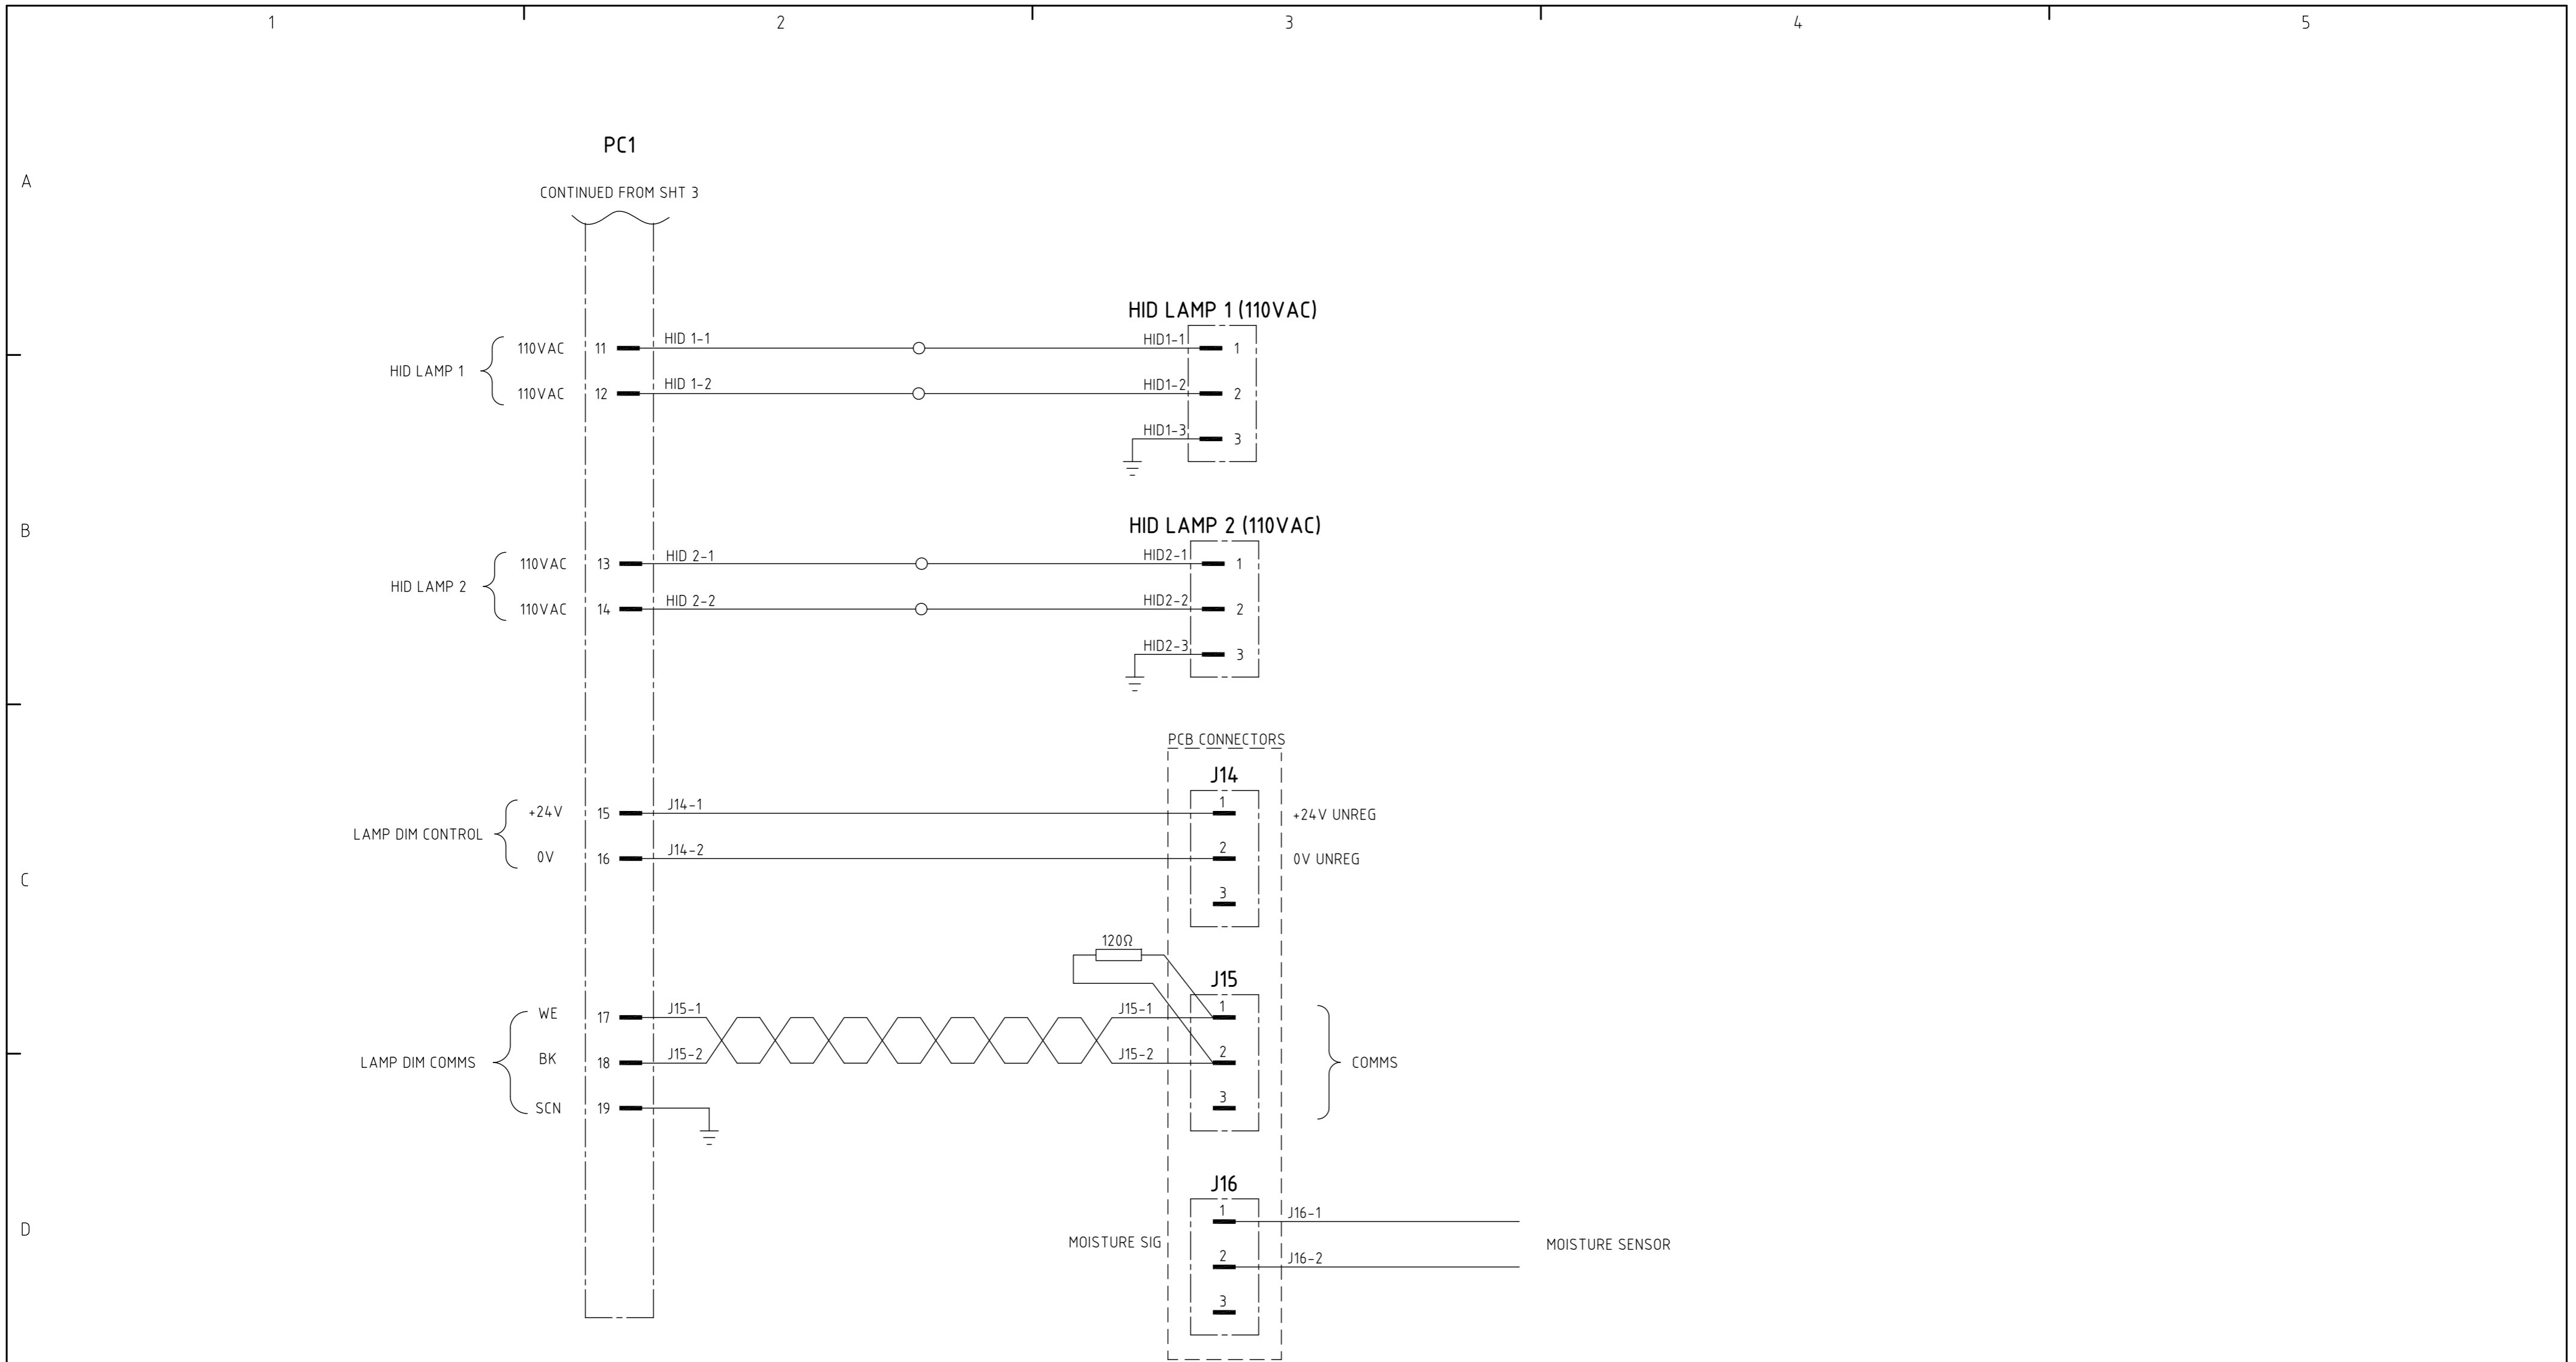 1 2 3 4 5
PC1
A
CONTINUED FROM SHT 3
HID LAMP 1 (110VAC)
110VAC 11 HID 1-1 HID1-1 1
HID LAMP 1
110VAC 12 HID 1-2 HID1-2 2
HID1-3 3
HID LAMP 2 (110VAC)
B
110VAC 13 HID 2-1 HID2-1 1
HID LAMP 2
110VAC 14 HID 2-2 HID2-2 2
HID2-3 3
PCB CONNECTORS
J14
1
+24V 15 J14-1 +24V UNREG
LAMP DIM CONTROL
2
0V 16 J14-2 0V UNREG
C
3
120Ω
J15
1
WE 17 J15-1 J15-1
2
BK 18 J15-2 J15-2
LAMP DIM COMMS COMMS
3
SCN 19
J16
1 J16-1
D
MOISTURE SIG MOISTURE SENSOR
2 J16-2
3